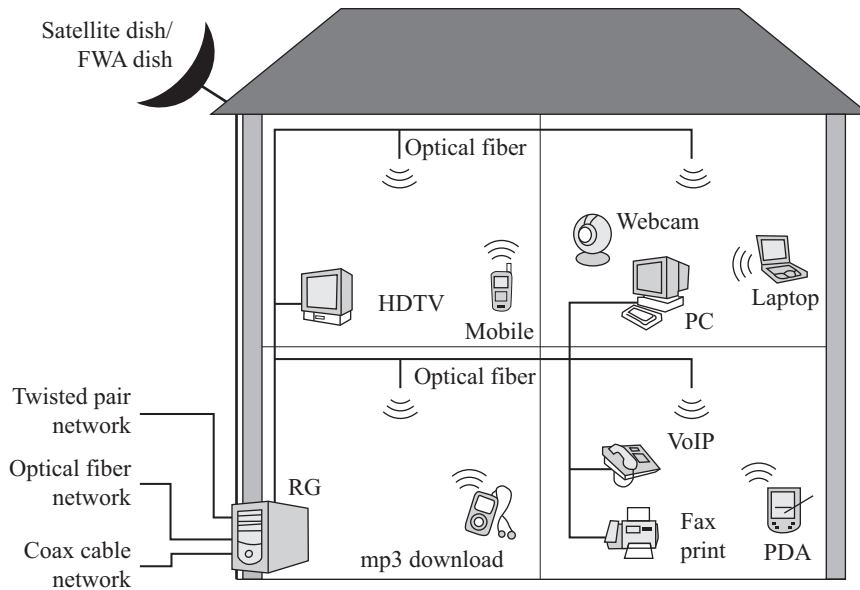 Satellite dish/
FWA dish
Optical fiber
Webcam
HDTV
Mobile
PC
Laptop
Optical fiber
Twisted pair
network
Optical fiber
network
Coax cable
network
RG
mp3 download
VoIP
Fax
print
PDA